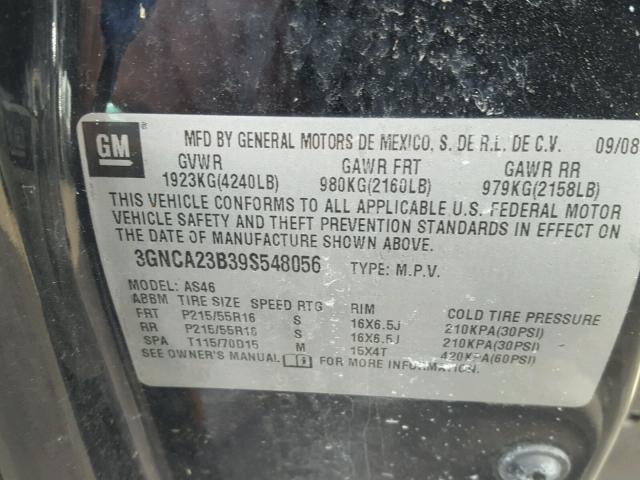 GM ® MFD BY GENERAL MOTORS DE MEXICO, S. DE R.L. DE C.V. 09/08
GVWR GAWR FRT GAWR RR
1923KG(4240LB) 980KG(2160LB) 979KG(2158LB)
THIS VEHICLE CONFORMS TO ALL APPLICABLE U.S. FEDERAL MOTOR
VEHICLE SAFETY AND THEFT PREVENTION STANDARDS IN EFFECT ON
THE DATE OF MANUFACTURE SHOWN ABOVE.
3GNCA23B39S548056 TYPE: M.P.V.
MODEL: AS46
ABBM TIRE SIZE SPEED RTG RIM COLD TIRE PRESSURE
FRT P215/55R16 S 16X6.5J 210KPA(30PSI)
RR P215/55R16 S 16X6.5J 210KPA(30PSI)
SPA T115/70D15 M 15X4T 420KPA(60PSI)
SEE OWNER'S MANUAL FOR MORE INFORMATION.